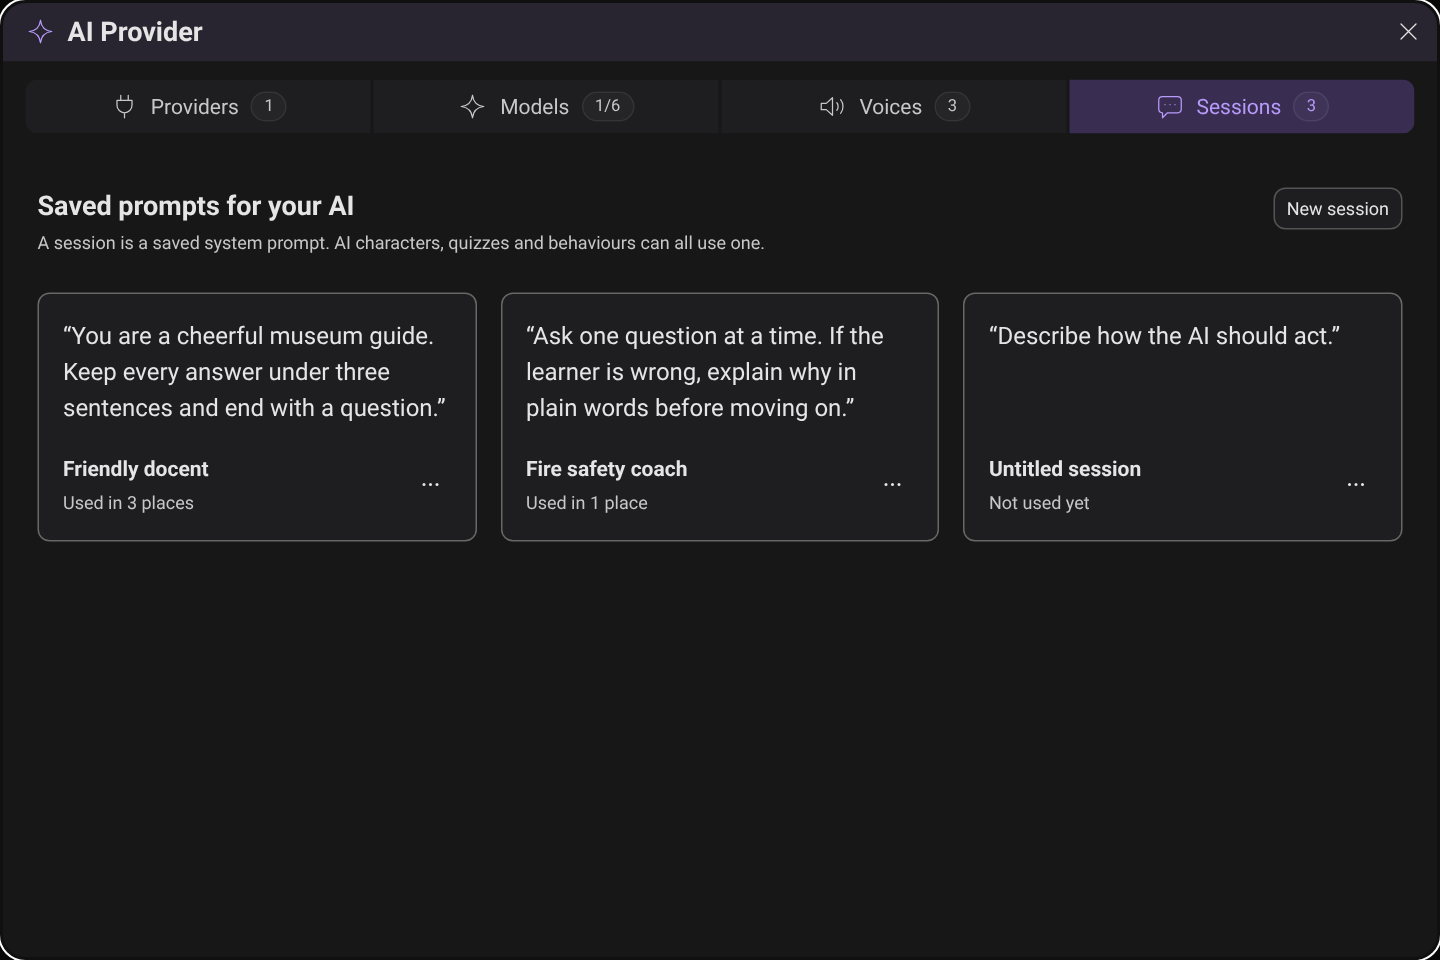 AI Provider
Providers 1
Models 1/6
Voices 3
Sessions 3
Saved prompts for your AI
New session
A session is a saved system prompt. AI characters, quizzes and behaviours can all use one.
“You are a cheerful museum guide.
Keep every answer under three
sentences and end with a question.”
Friendly docent
Used in 3 places
...
“Ask one question at a time. If the
learner is wrong, explain why in
plain words before moving on.”
Fire safety coach
Used in 1 place
...
“Describe how the AI should act.”
Untitled session
Not used yet
...